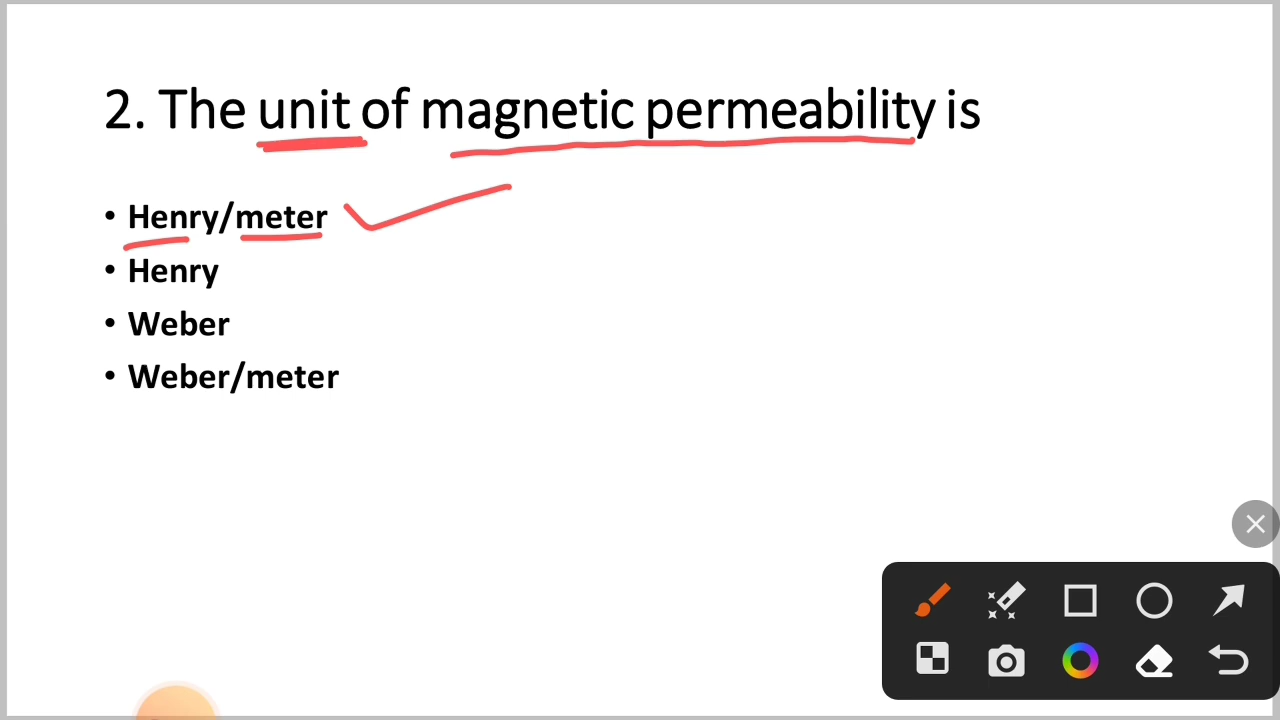 2. The unit of magnetic permeability is
• Henry/meter
• Henry
• Weber
• Weber/meter